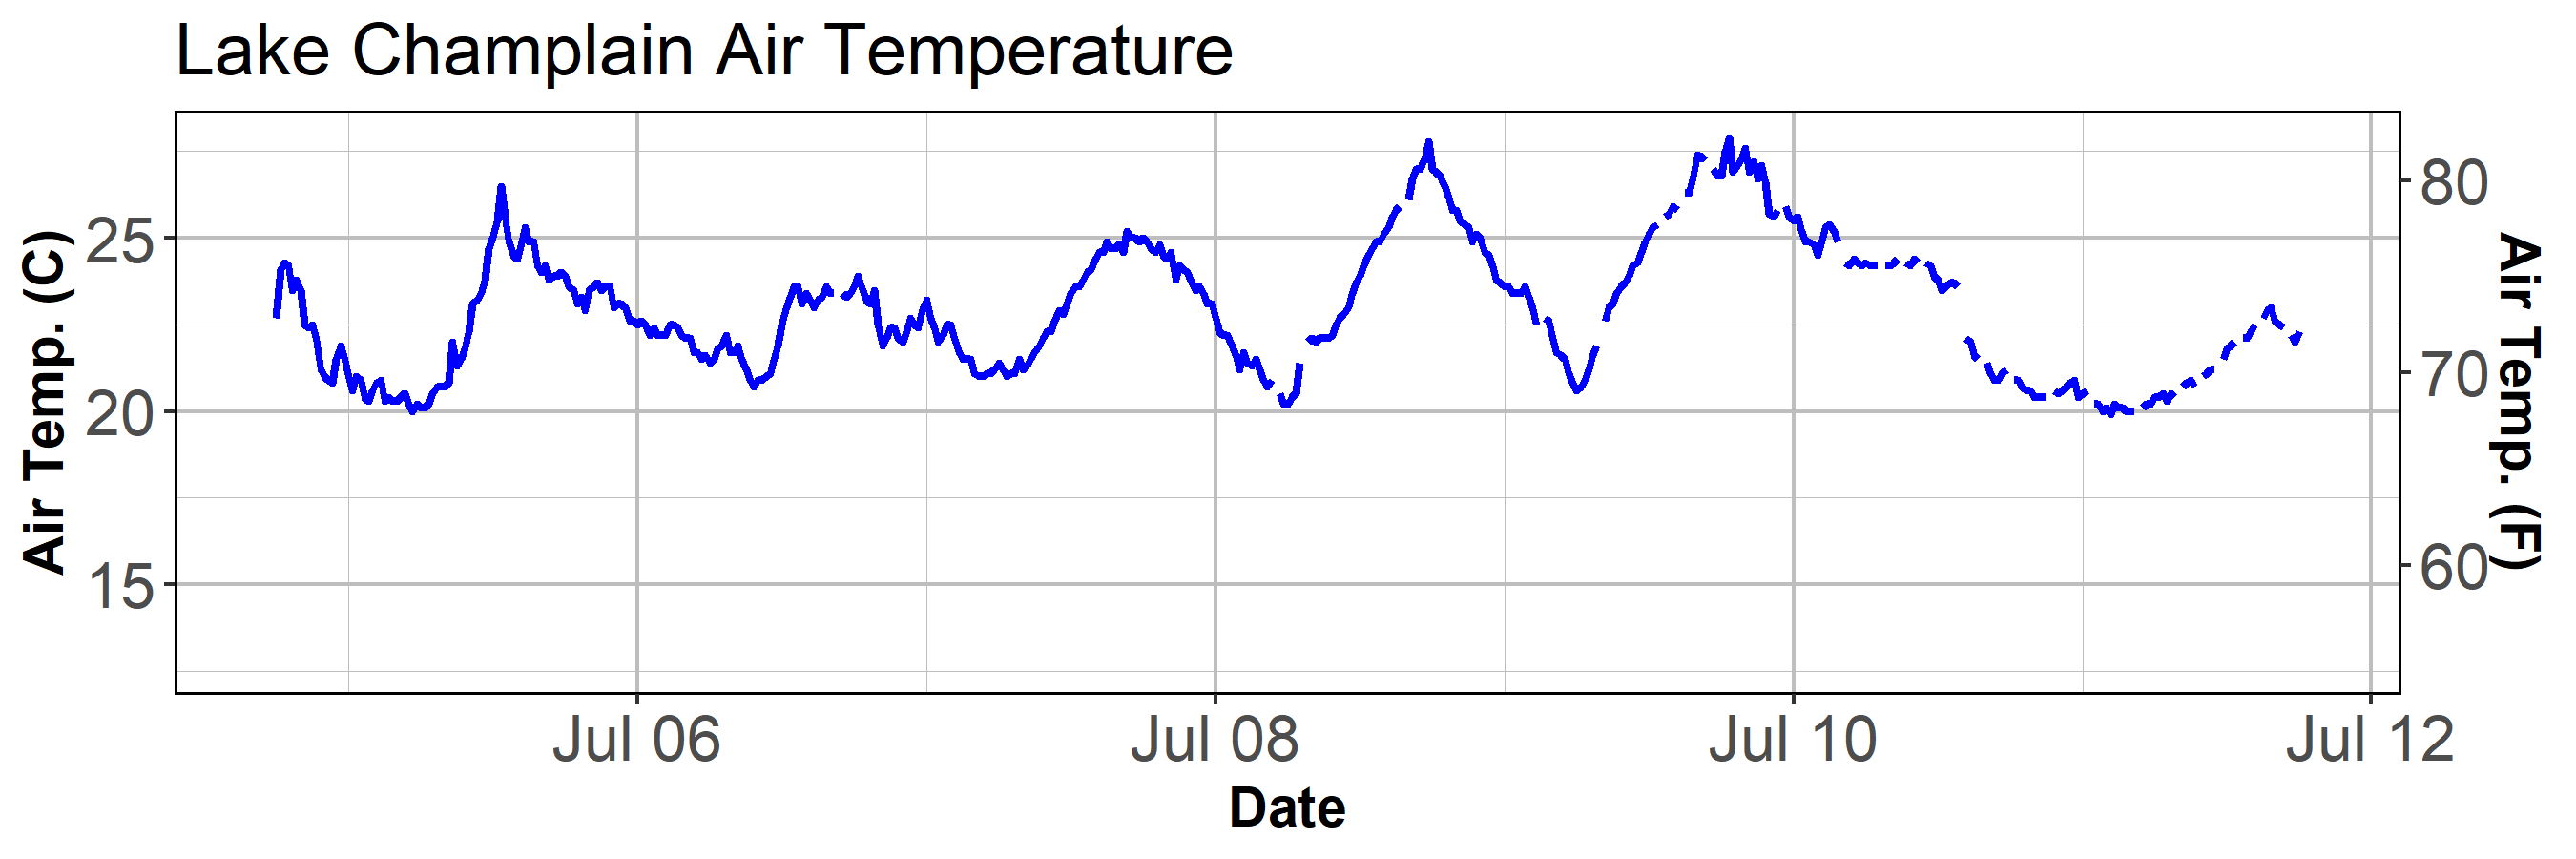 Lake Champlain Air Temperature
Air Temp. (C)
25
20
15
80
70
60
Air Temp. (F)
Jul 06
Jul 08
Jul 10
Jul 12
Date